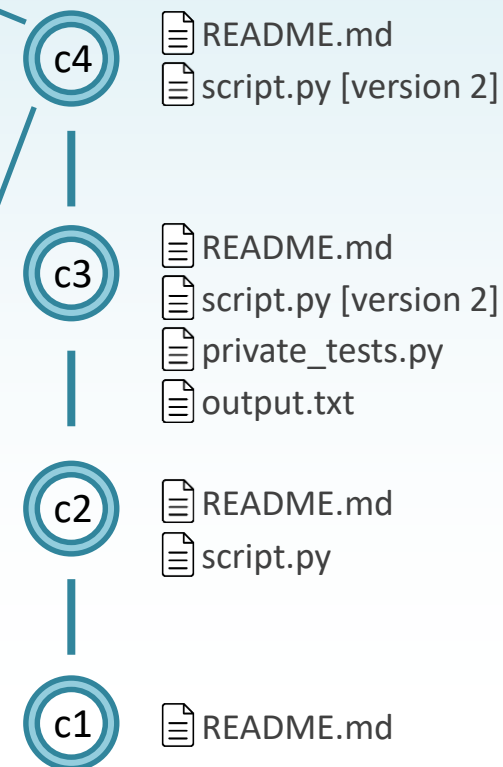 c4
README.md
script.py [version 2]
c3
README.md
script.py [version 2]
private_tests.py
output.txt
c2
README.md
script.py
c1
README.md